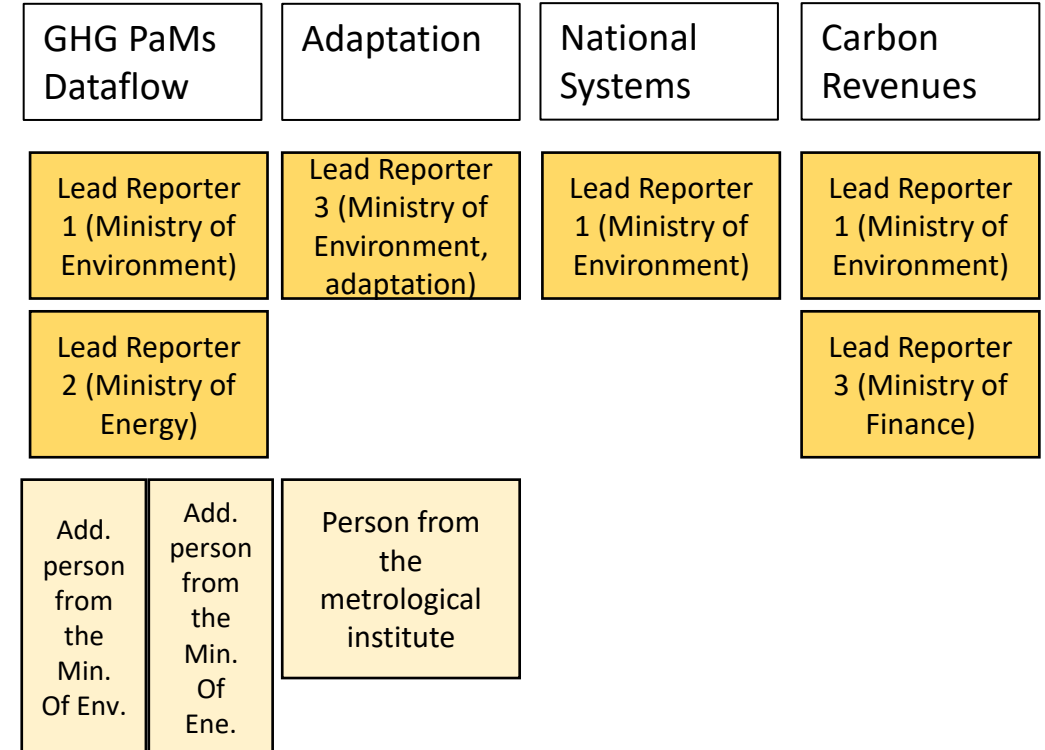 GHG PaMs
Dataflow
Adaptation
National
Systems
Carbon
Revenues
Lead Reporter
1 (Ministry of
Environment)
Lead Reporter
3 (Ministry of
Environment,
adaptation)
Lead Reporter
1 (Ministry of
Environment)
Lead Reporter
1 (Ministry of
Environment)
Lead Reporter
2 (Ministry of
Energy)
Lead Reporter
3 (Ministry of
Finance)
Add.
person
from
the
Min.
Of Env.
Add.
person
from
the
Min.
Of
Ene.
Person from
the
metrological
institute